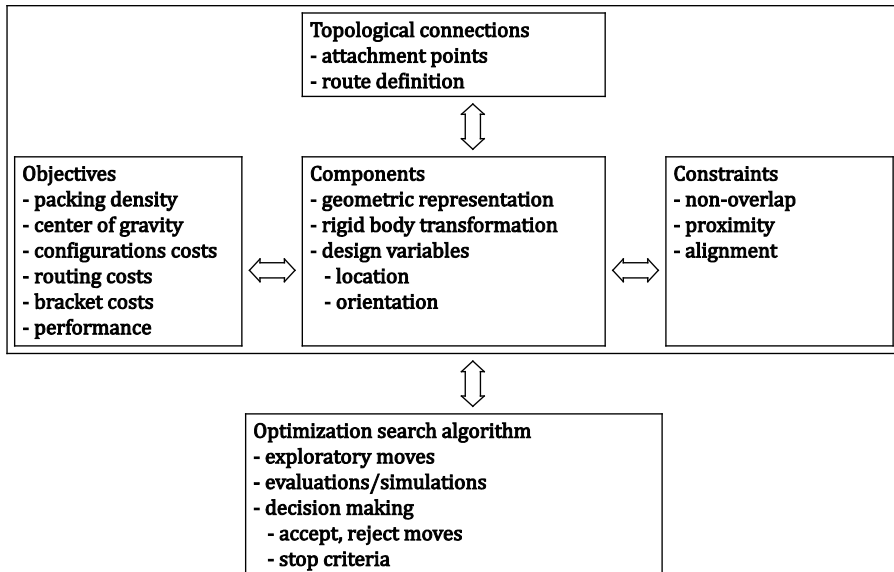 Topological connections
- attachment points
- route definition
Objectives
- packing density
- center of gravity
- configurations costs
- routing costs
- bracket costs
- performance
Components
- geometric representation
- rigid body transformation
- design variables
- location
- orientation
Constraints
- non-overlap
- proximity
- alignment
Optimization search algorithm
- exploratory moves
- evaluations/simulations
- decision making
- accept, reject moves
- stop criteria